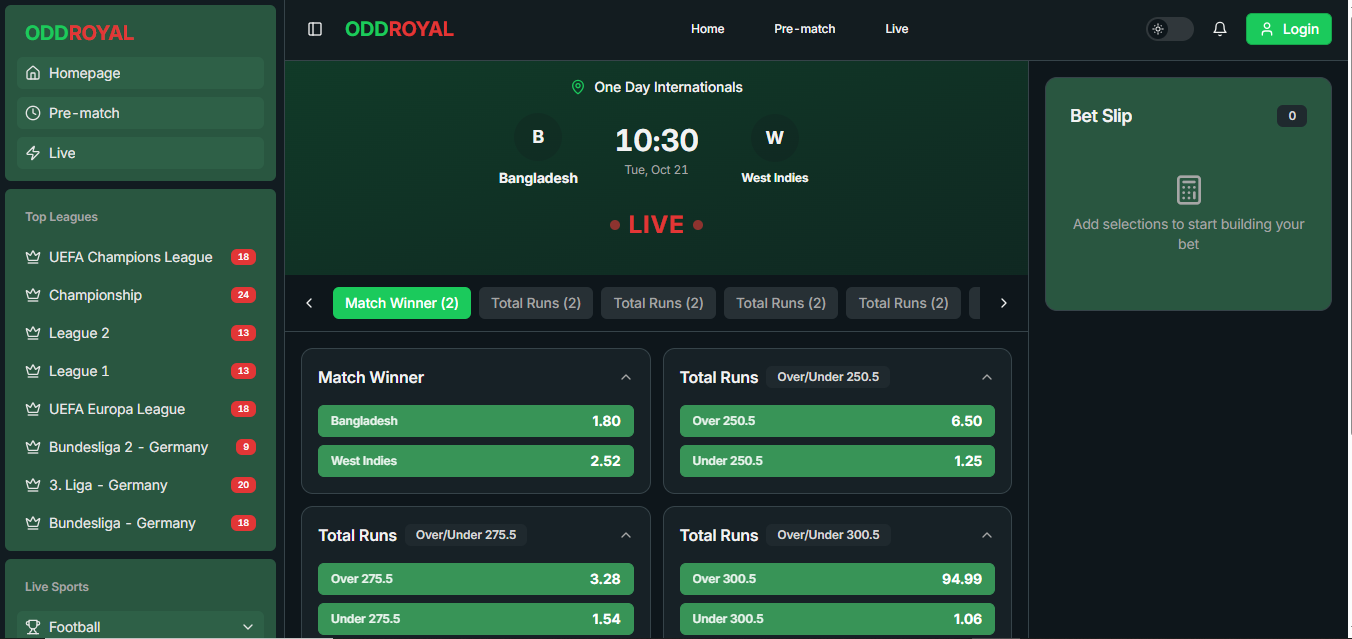 ODDROYAL
Homepage
Pre-match
Live
Top Leagues
UEFA Champions League 18
Championship 24
League 2 13
League 1 13
UEFA Europa League 18
Bundesliga 2 - Germany 9
3. Liga - Germany 20
Bundesliga - Germany 18
Live Sports
Football
ODDROYAL
Home Pre-match Live
Login
One Day Internationals
B 10:30 W
Bangladesh Tue, Oct 21 West Indies
LIVE
Match Winner (2) Total Runs (2) Total Runs (2) Total Runs (2) Total Runs (2)
Match Winner
Bangladesh 1.80
West Indies 2.52
Total Runs Over/Under 250.5
Over 250.5 6.50
Under 250.5 1.25
Total Runs Over/Under 275.5
Over 275.5 3.28
Under 275.5 1.54
Total Runs Over/Under 300.5
Over 300.5 94.99
Under 300.5 1.06
Bet Slip 0
Add selections to start building your
bet